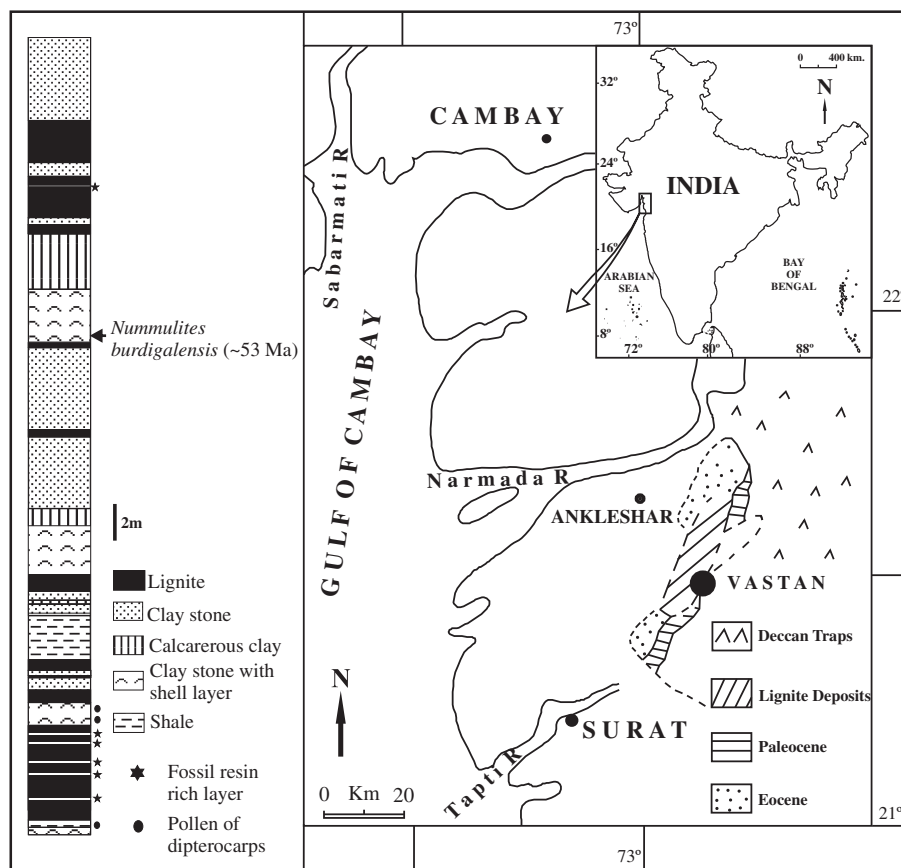 Nummulites
burdigalensis (~53 Ma)
2m
Lignite
Clay stone
Calcarerous clay
Clay stone with
shell layer
Shale
Fossil resin
rich layer
Pollen of
dipterocarps
73º
CAMBAY
Sabarmati R
GULF OF CAMBAY
Narmada R
ANKLESHAR
VASTAN
SURAT
Tapti R
N
0 Km 20
Deccan Traps
Lignite Deposits
Paleocene
Eocene
22º
21º
73º
0 400 km.
N
32º
24º
16º
8º
INDIA
ARABIAN
SEA
BAY
OF
BENGAL
72º 80º 88º